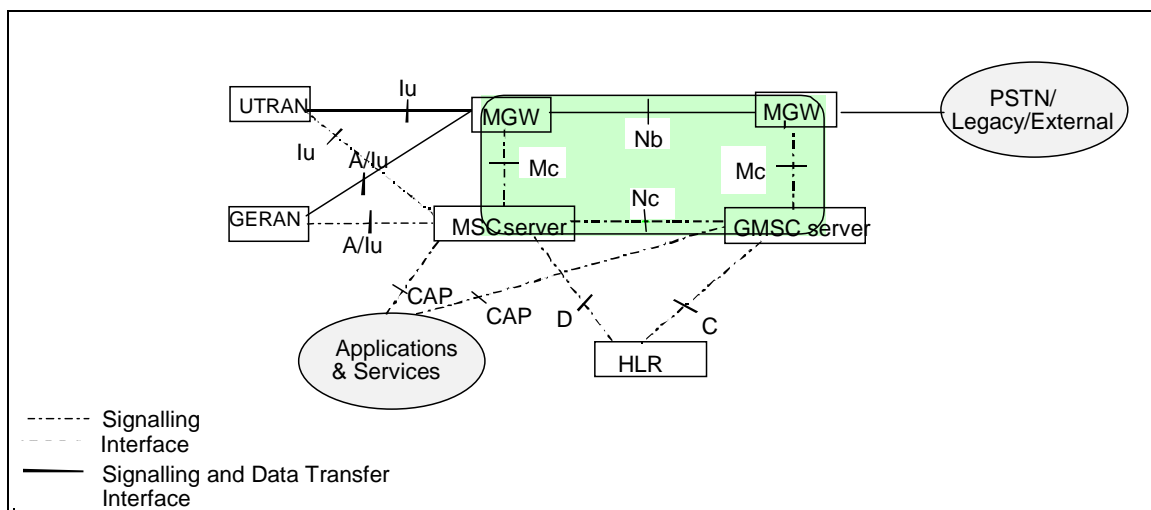 Iu
UTRAN
MGW
MGW
PSTN/
Legacy/External
Nb
Iu
A/Iu
Mc
Mc
Nc
GERAN
MSC server
GMSC server
A/Iu
CAP
CAP
D
C
Applications
& Services
HLR
Signalling
Interface
Signalling and Data Transfer
Interface